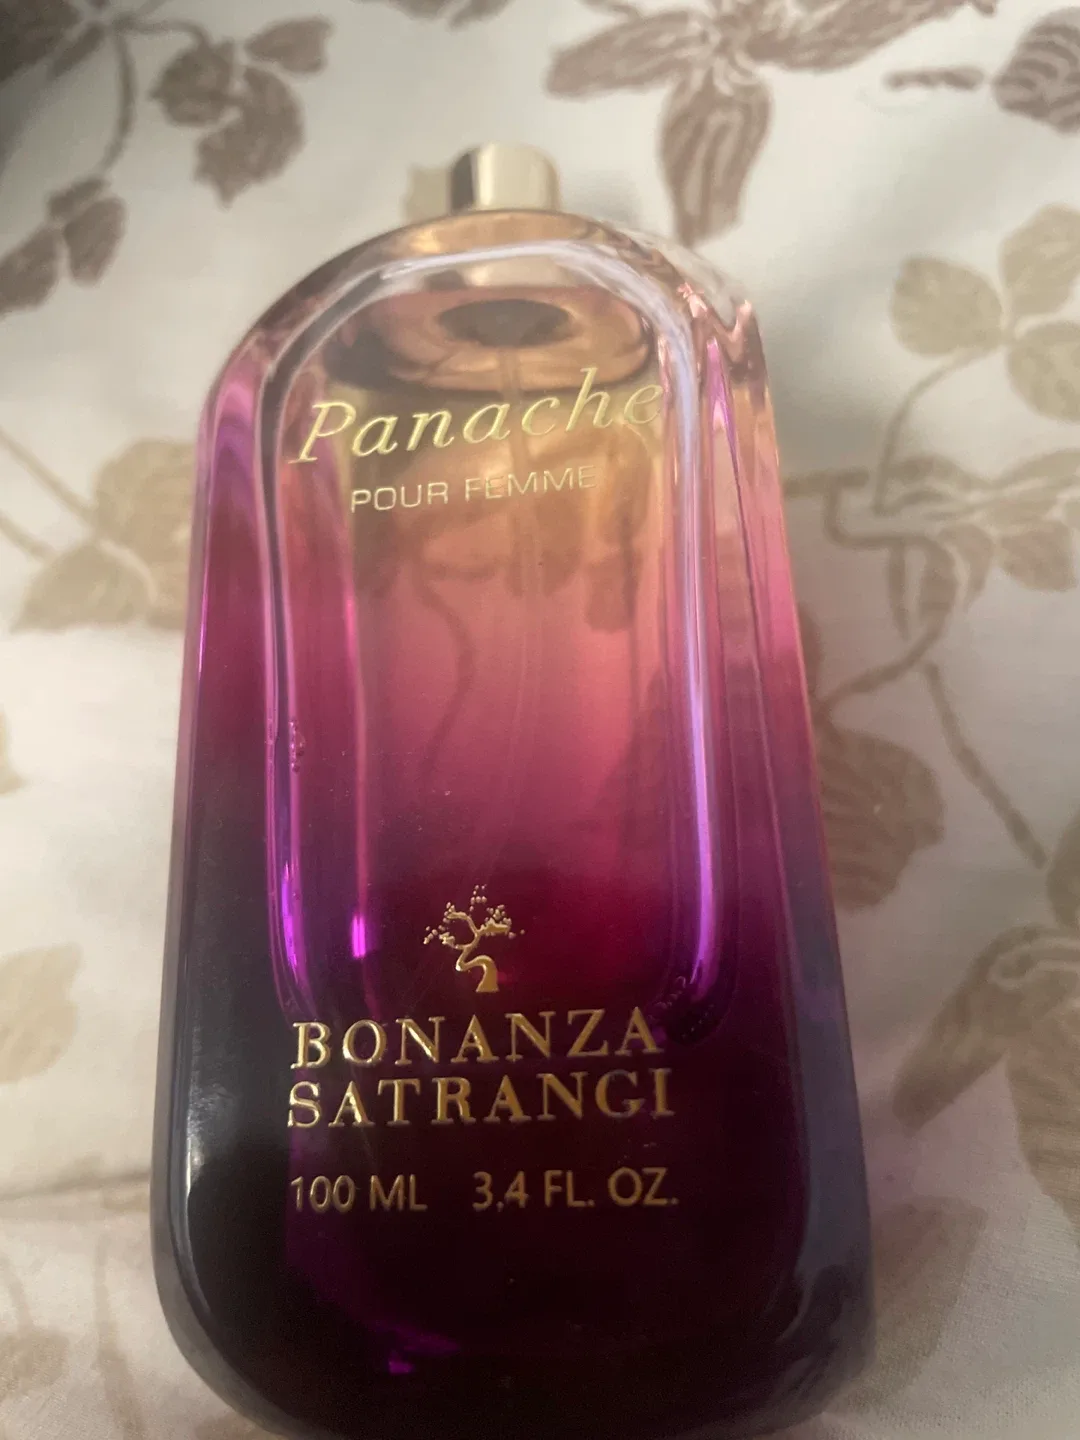 Panache
POUR FEMME
BONANZA
SATRANGI
100 ML 3.4 FL. OZ.